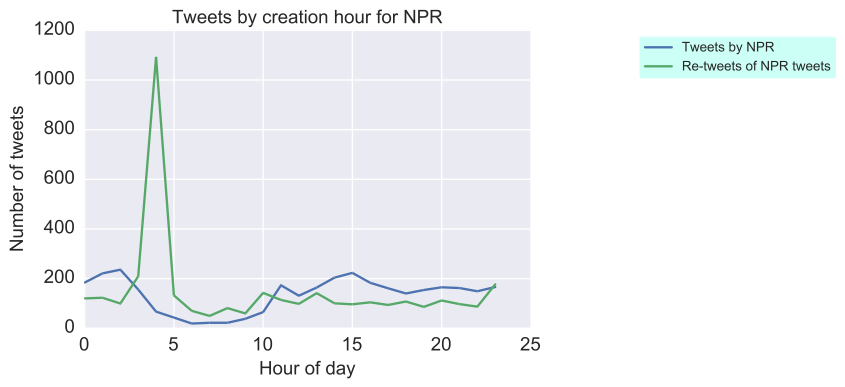 Tweets by creation hour for NPR
1200
1000
800
600
400
200
0
0 5 10 15 20 25
Number of tweets
Hour of day
Tweets by NPR
Re-tweets of NPR tweets